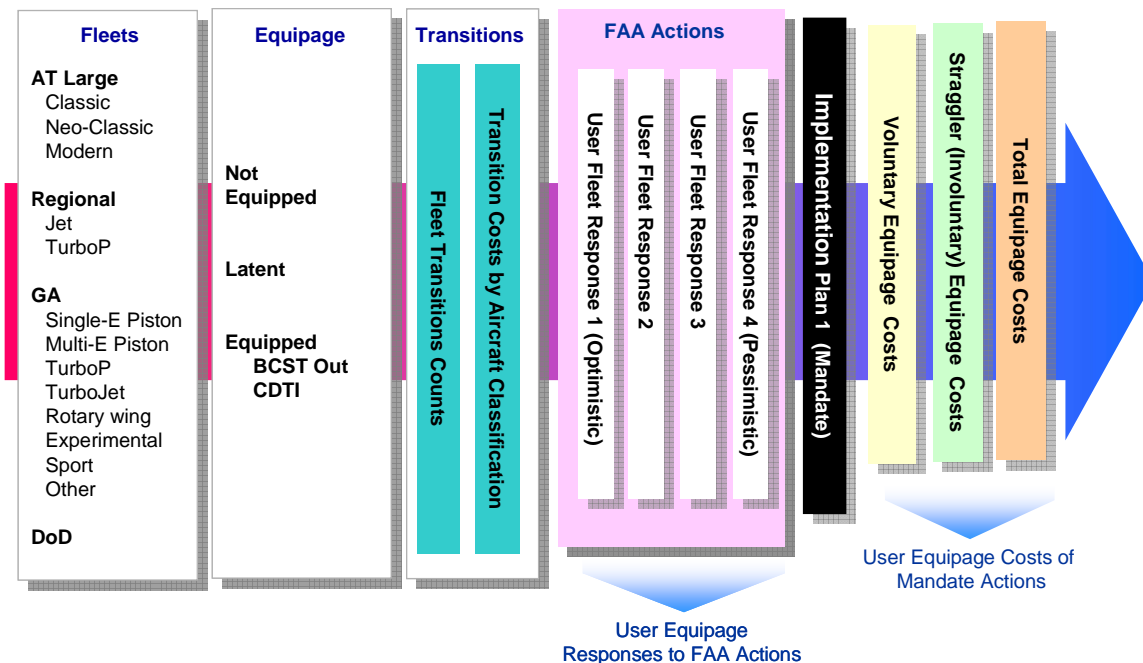 Fleets
AT Large
Classic
Neo-Classic
Modern
Regional
Jet
TurboP
GA
Single-E Piston
Multi-E Piston
TurboP
TurboJet
Rotary wing
Experimental
Sport
Other
DoD
Equipage
Not
Equipped
Latent
Equipped
BCST Out
CDTI
Transitions
Fleet Transitions Counts
Transition Costs by Aircraft Classification
FAA Actions
User Fleet Response 1 (Optimistic)
User Fleet Response 2
User Fleet Response 3
User Fleet Response 4 (Pessimistic)
Implementation Plan 1 (Mandate)
Voluntary Equipage Costs
Straggler (Involuntary) Equipage Costs
Total Equipage Costs
User Equipage Costs of
Mandate Actions
User Equipage
Responses to FAA Actions